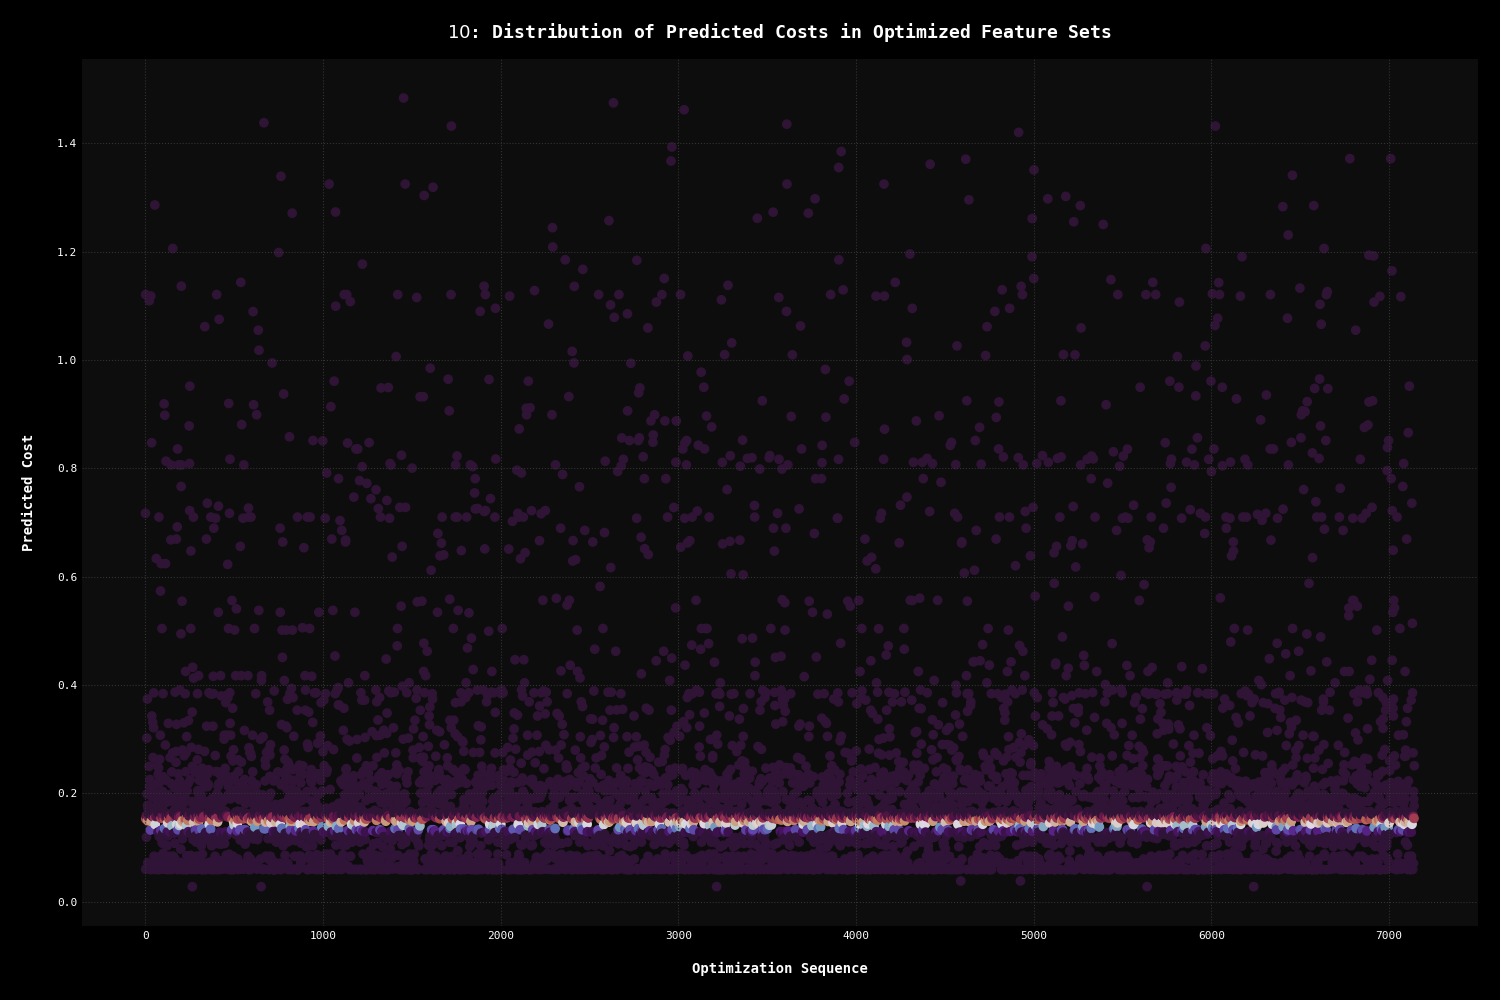 10: Distribution of Predicted Costs in Optimized Feature Sets
1.4
1.2
1.0
0.8
0.6
0.4
0.2
0.0
Predicted Cost
0 1000 2000 3000 4000 5000 6000 7000
Optimization Sequence